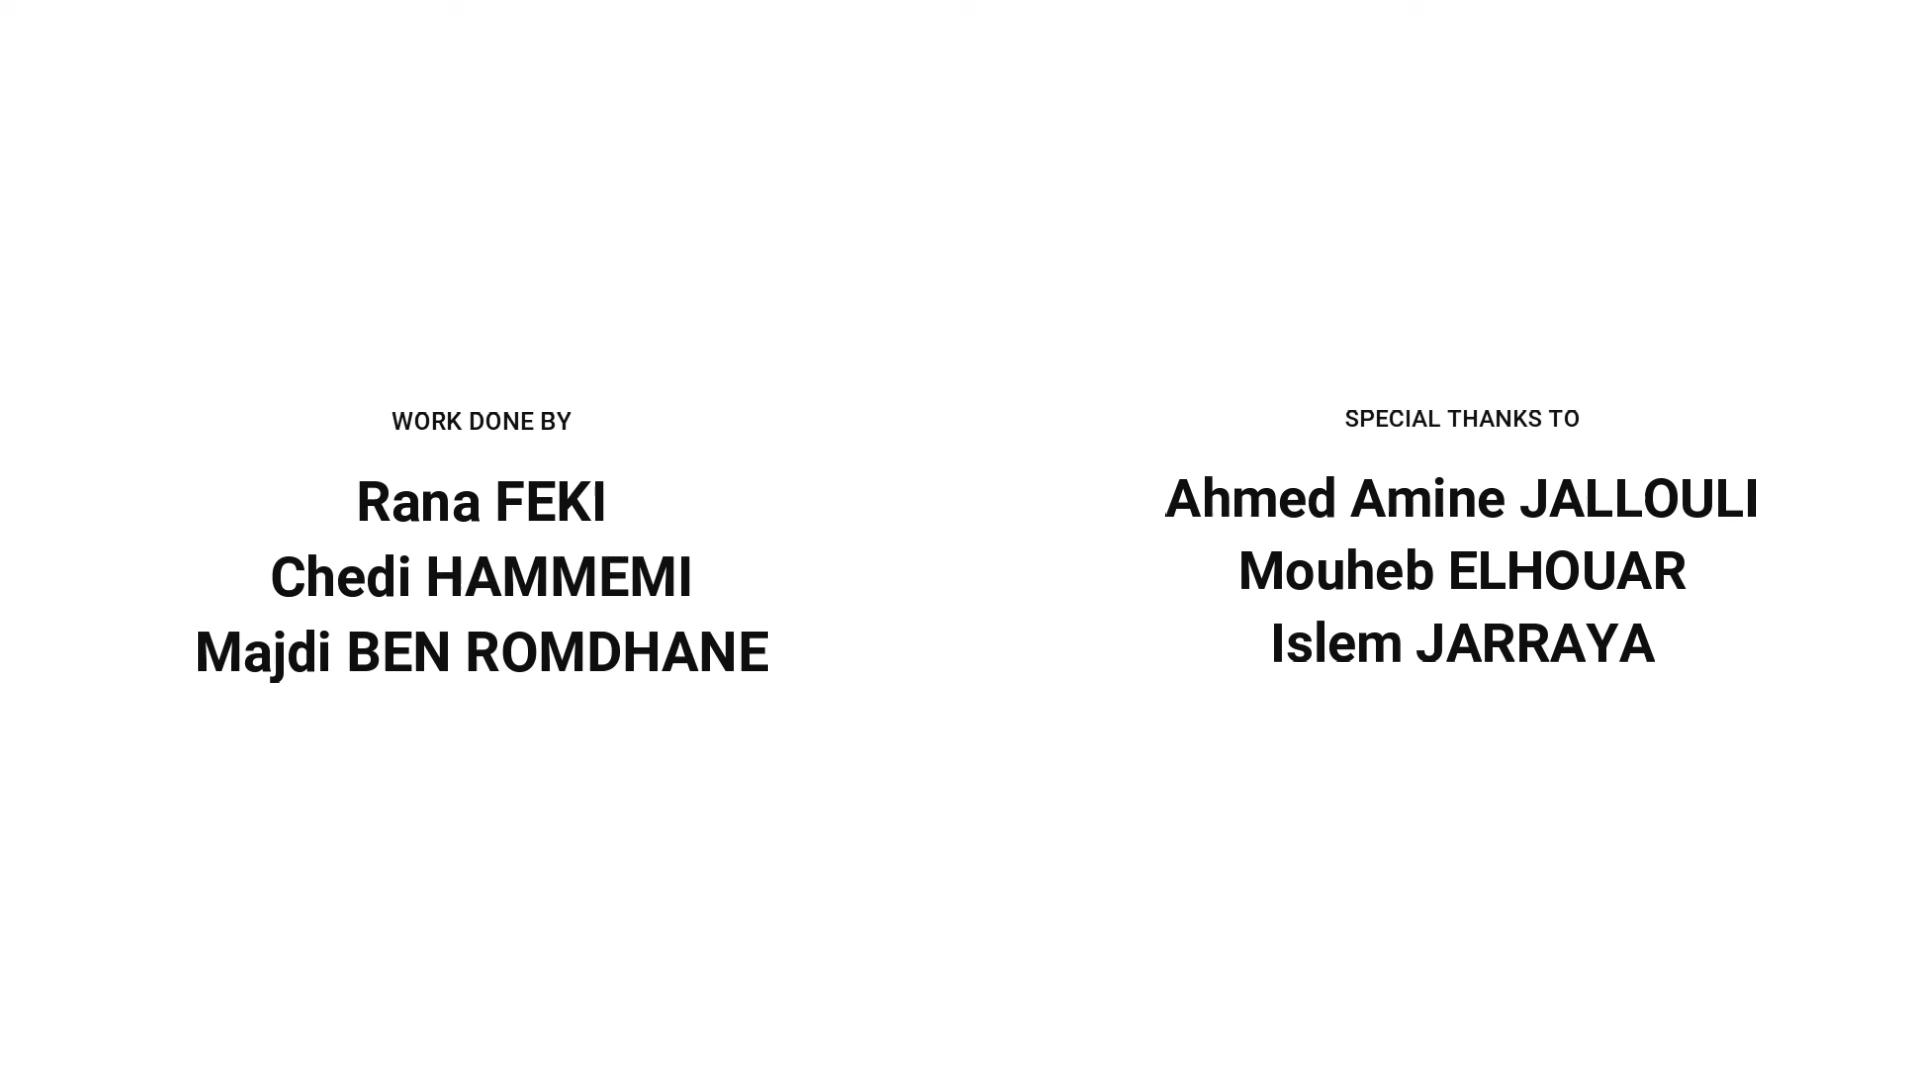 WORK DONE BY
Rana FEKI
Chedi HAMMEMI
Majdi BEN ROMDHANE
SPECIAL THANKS TO
Ahmed Amine JALLOULI
Mouheb ELHOUAR
Islem JARRAYA